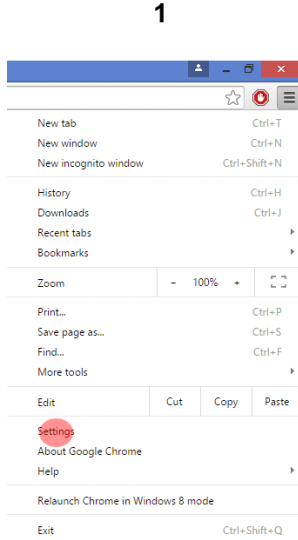 1
New tab Ctrl+T
New window Ctrl+N
New incognito window Ctrl+Shift+N
History Ctrl+H
Downloads Ctrl+J
Recent tabs
Bookmarks
Zoom - 100% +
Print... Ctrl+P
Save page as... Ctrl+S
Find... Ctrl+F
More tools
Edit Cut Copy Paste
Settings
About Google Chrome
Help
Relaunch Chrome in Windows 8 mode
Exit Ctrl+Shift+Q